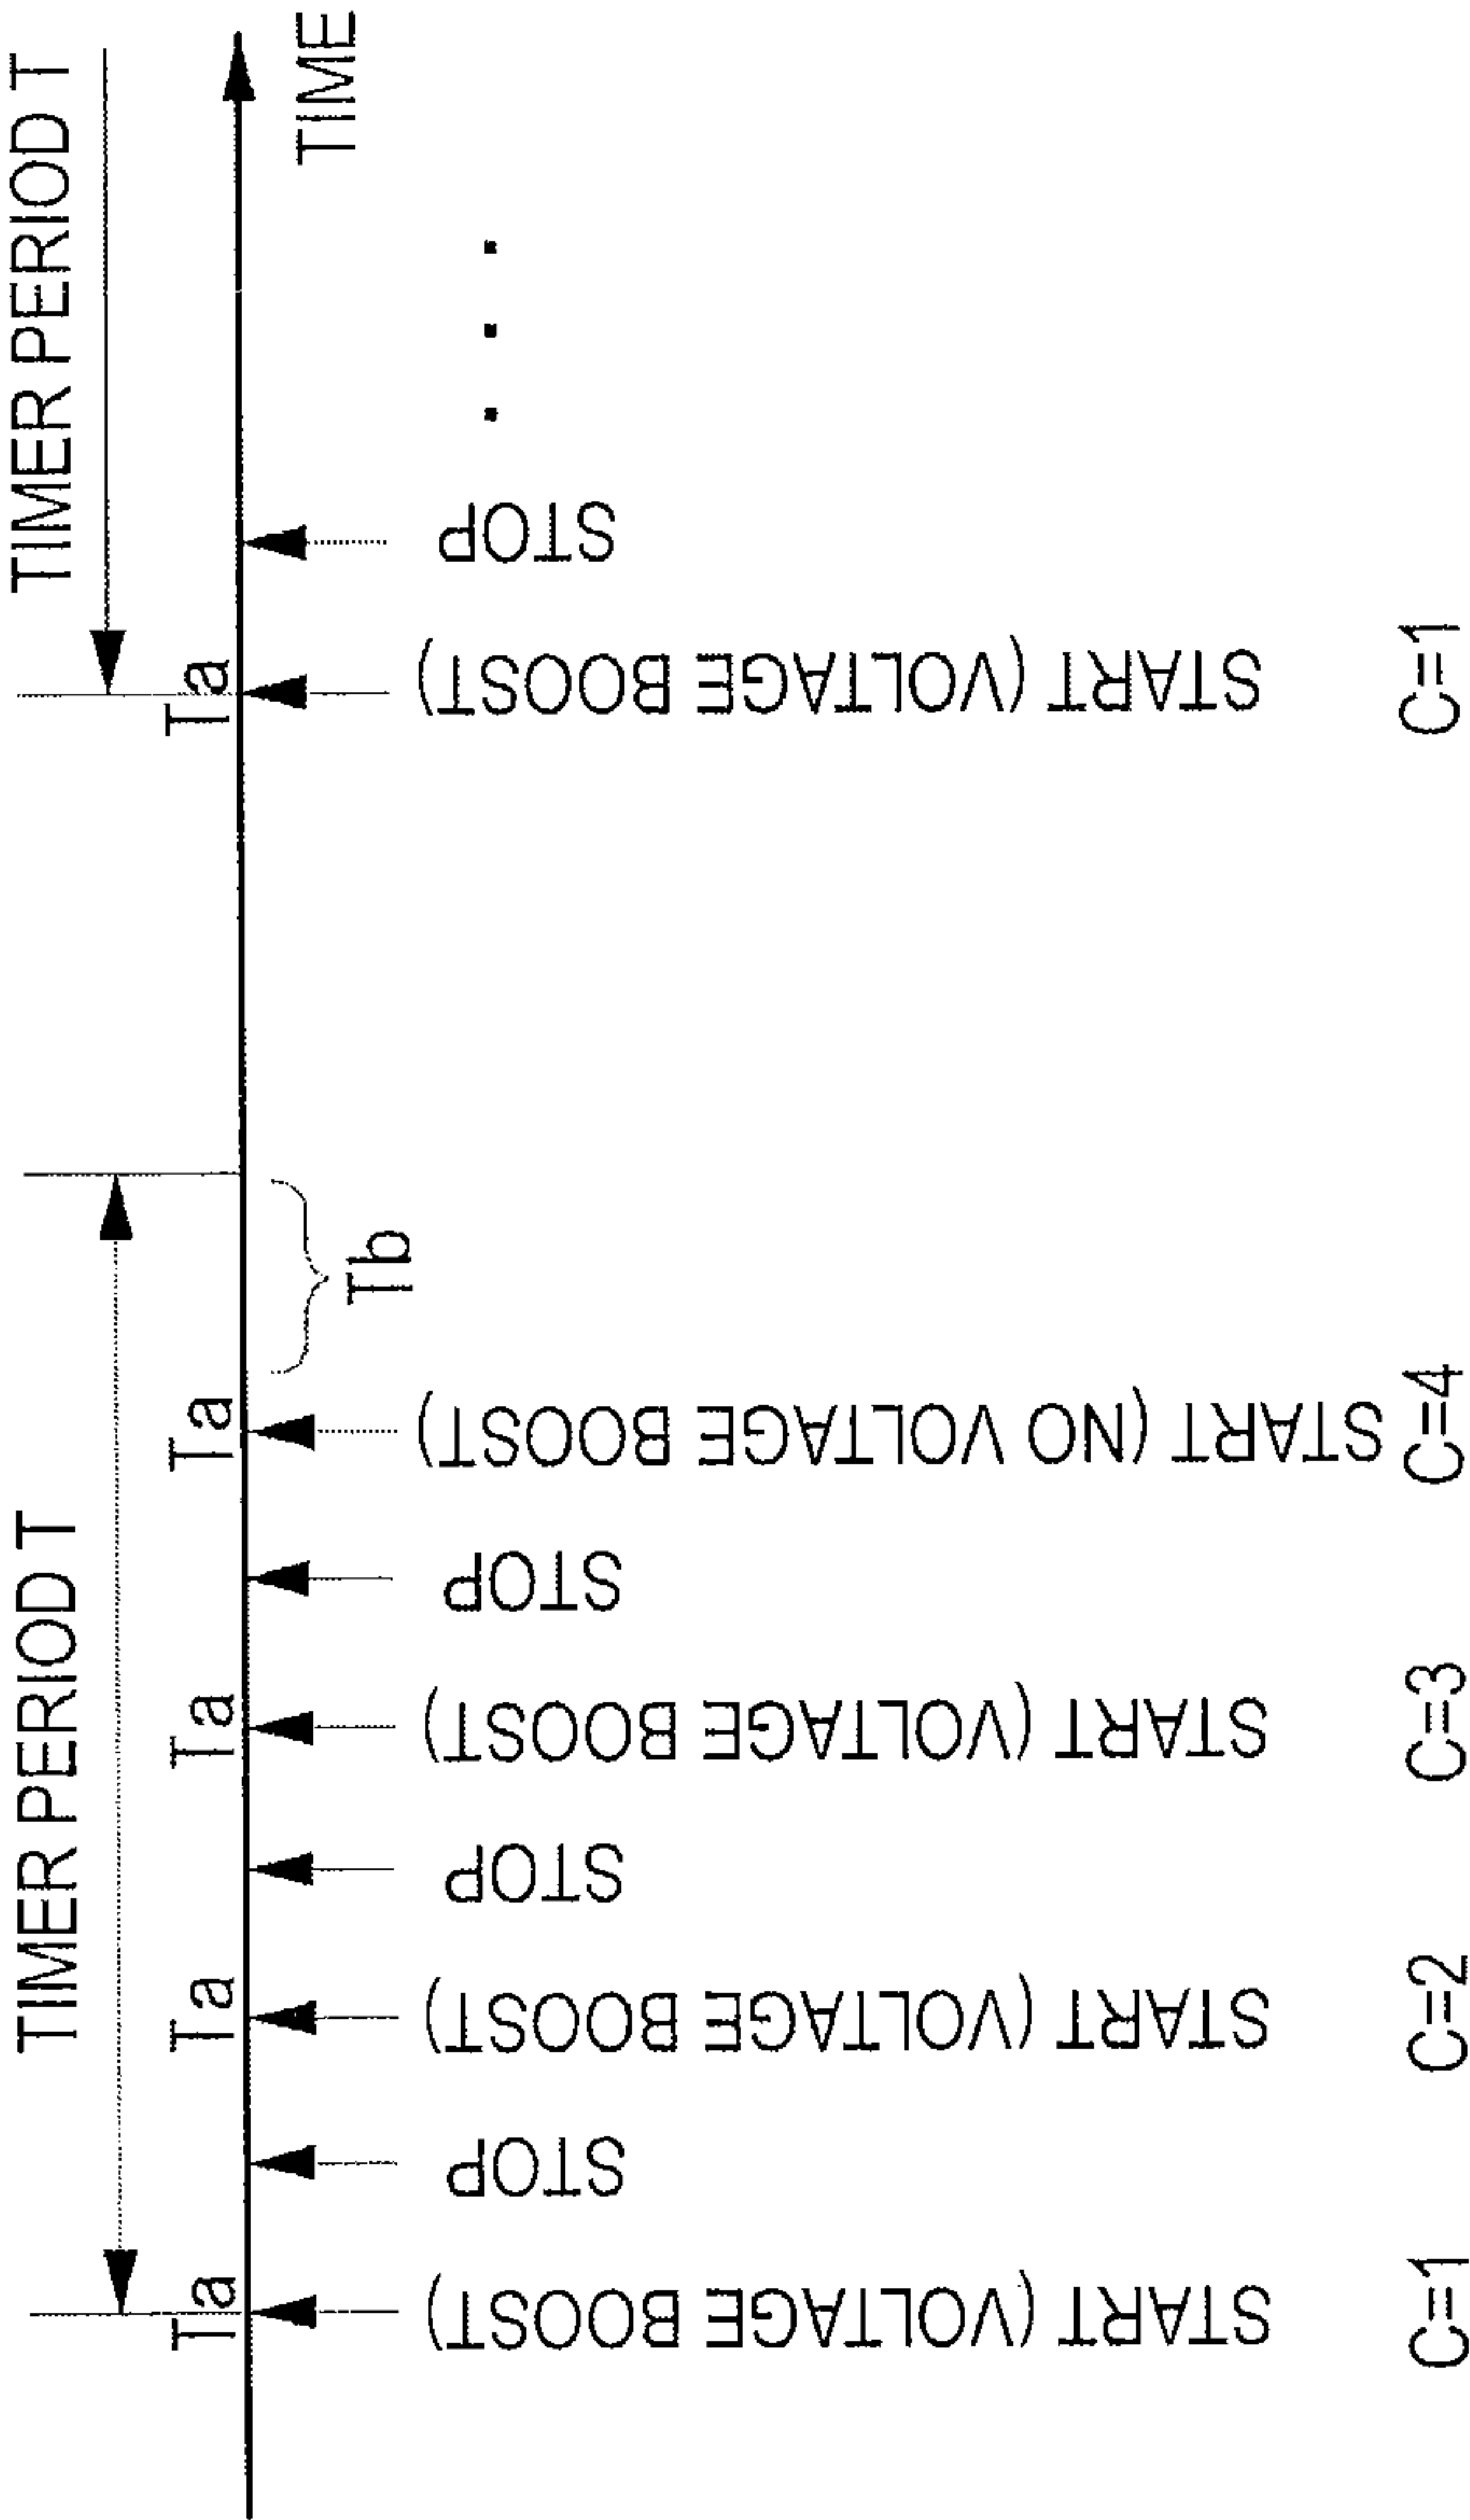 TIMER PERIOD T
TIMER PERIOD T
Ta
Ta
Ta
Ta
Ta
TIME
Tb
START (VOLTAGE BOOST)
STOP
START (VOLTAGE BOOST)
STOP
START (VOLTAGE BOOST)
STOP
START (NO VOLTAGE BOOST)
START (VOLTAGE BOOST)
STOP
. . .
C=1
C=2
C=3
C=4
C=1